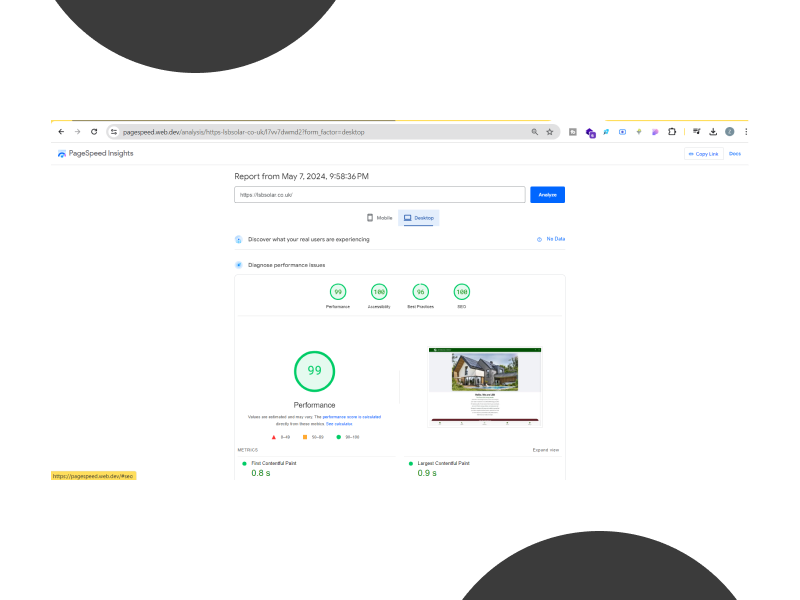 pagespeed.web.dev/analysis/https-lsbsolar-co-uk/l7vv7dwmd2?form_factor=desktop
PageSpeed Insights
Copy Link
Docs
Report from May 7, 2024, 9:58:36 PM
https://lsbsolar.co.uk/
Analyze
Mobile
Desktop
Discover what your real users are experiencing
No Data
Diagnose performance issues
99
100
96
100
Performance
Accessibility
Best Practices
SEO
99
Performance
Values are estimated and may vary. The performance score is calculated
directly from these metrics. See calculator.
0–49
50–89
90–100
METRICS
Expand view
First Contentful Paint
0.8 s
Largest Contentful Paint
0.9 s
https://pagespeed.web.dev/#seo